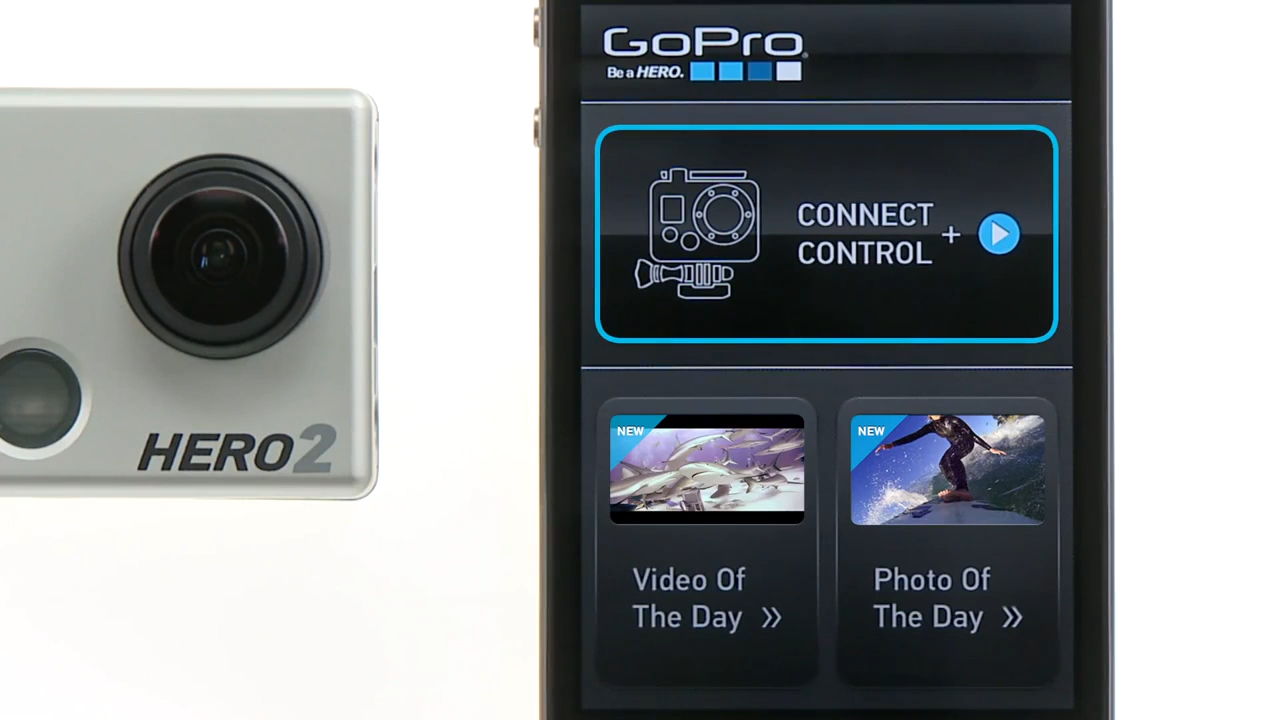 GoPro
Be a HERO.
CONNECT
CONTROL +
HERO2
NEW
NEW
Video Of
The Day »
Photo Of
The Day »